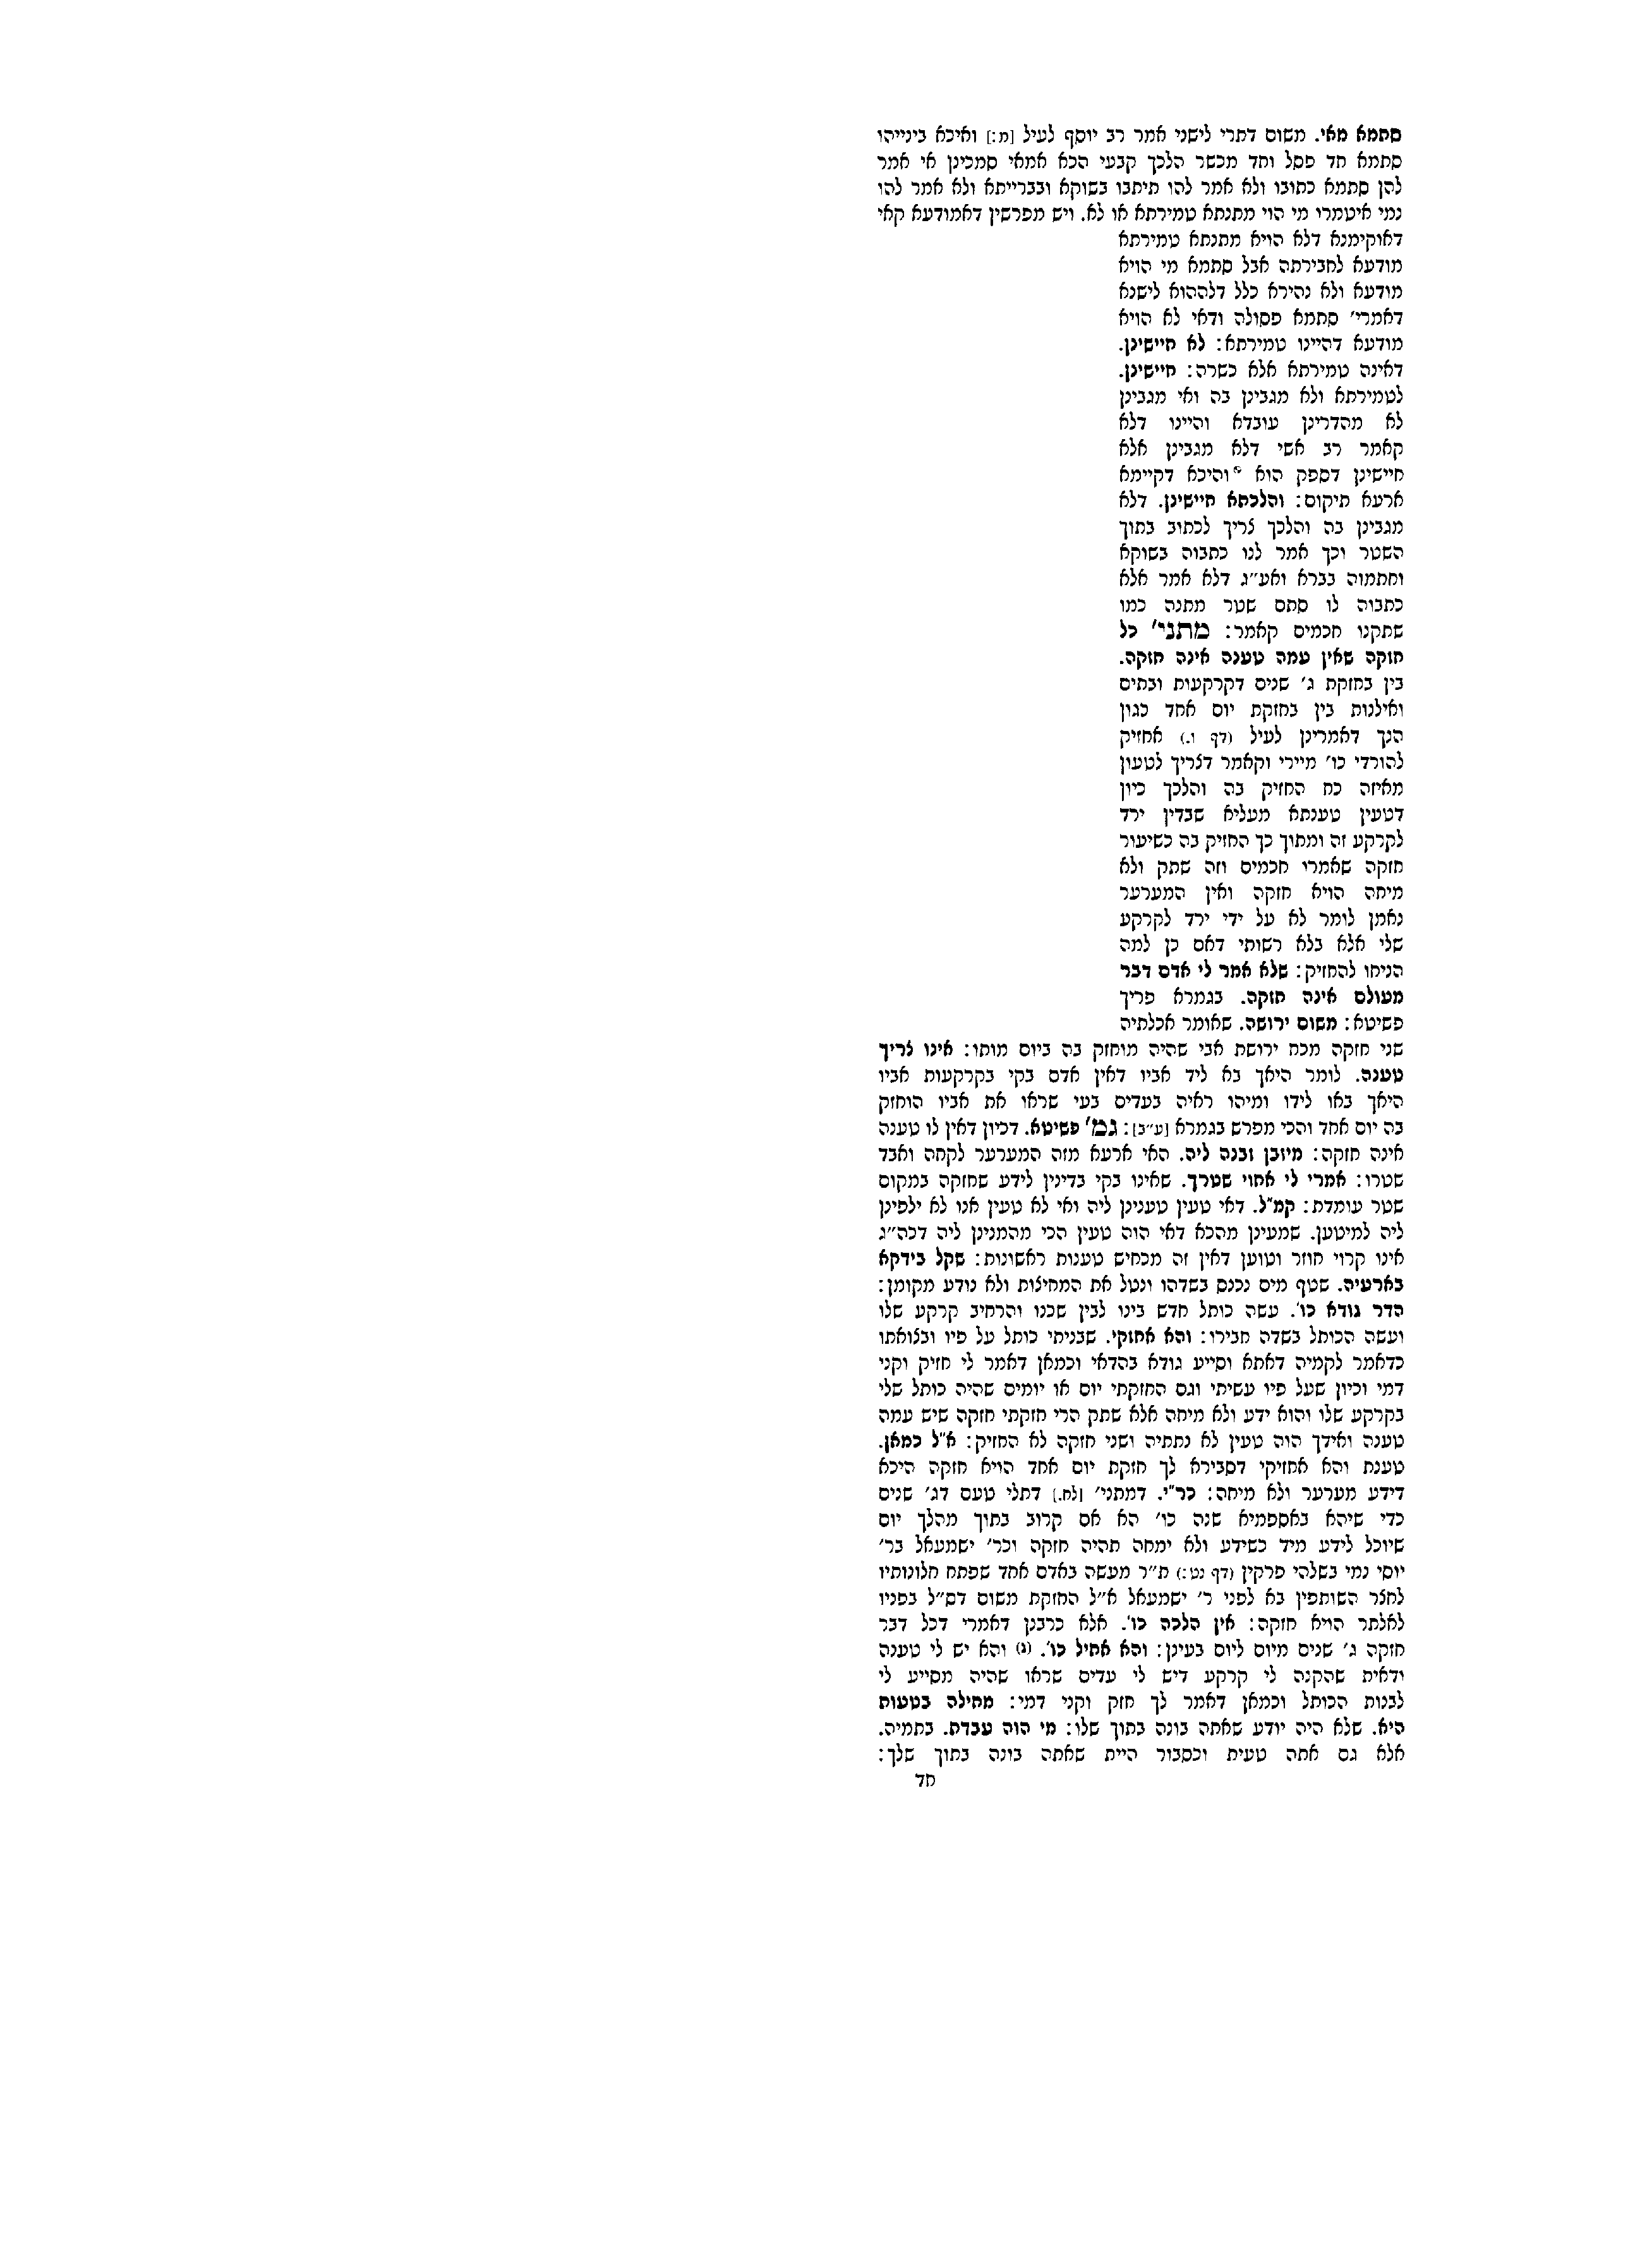 סתמא מאי. משום דתרי לישני אמר רב יוסף לעיל [מ:] ואיכא בינייהו
סתמא חד פסל וחד מכשר הלכך קבעי הכא אמאי סמכינן אי אמר
להן סתמא כתובו ולא אמר להו תיתבו בשוקא ובברייתא ולא אמר להו
נמי איטמרו מי הוי מתנתא טמירתא או לא. ויש מפרשין דאמודעא קאי
דאוקימנא דלא הויא מתנתא טמירתא
מודעא לחבירתה אבל סתמא מי הויא
מודעא ולא נהירא כלל דלההוא לישנא
דאמרי׳ סתמא פסולה ודאי לא הויא
מודעא דהיינו טמירתא: לא חיישינן.
דאינה טמירתא אלא כשרה: חיישינן.
לטמירתא ולא מגבינן בה ואי מגבינן
לא מהדרינן עובדא והיינו דלא
קאמר רב אשי דלא מגבינן אלא
חיישינן דספק הוא והיכא דקיימא
ארעא תיקום: והלכתא חיישינן. דלא
מגבינן בה והלכך צריך לכתוב בתוך
השטר וכך אמר לנו כתבוה בשוקא
וחתמוה בברא ואע״ג דלא אמר אלא
כתבוה לו סתם שטר מתנה כמו
שתקנו חכמים קאמר: מתני׳ כל
חזקה שאין עמה טענה אינה חזקה.
בין בחזקת ג׳ שנים דקרקעות ובתים
ואילנות בין בחזקת יום אחד כגון
הנך דאמרינן לעיל (דף ו.) אחזיק
להורדי כו׳ מיירי וקאמר דצריך לטעון
מאיזה כח החזיק בה והלכך כיון
דטעין טענתא מעליא שבדין ירד
לקרקע זה ומתוך כך החזיק בה כשיעור
חזקה שאמרו חכמים וזה שתק ולא
מיחה הויא חזקה ואין המערער
נאמן לומר לא על ידי ירד לקרקע
שלי אלא בלא רשותי דאם כן למה
הניחו להחזיק: שלא אמר לי אדם דבר
מעולם אינה חזקה. בגמרא פריך
פשיטא: משום ירושה. שאומר אכלתיה
שני חזקה מכח ירושת אבי שהיה מוחזק בה ביום מותו: אינו צריך
טענה. לומר היאך בא ליד אביו דאין אדם בקי בקרקעות אביו
היאך באו לידו ומיהו ראיה בעדים בעי שראו את אביו הוחזק
בה יום אחד והכי מפרש בגמרא [ע״ב]: גמ׳ פשיטא. דכיון דאין לו טענה
אינה חזקה: מיזבן זבנה ליה. האי ארעא מזה המערער לקחה ואבד
שטרו: אמרי לי אחוי שטרך. שאינו בקי בדינין לידע שחזקה במקום
שטר עומדת: קמ״ל. דאי טעין טענינן ליה ואי לא טעין אנו לא ילפינן
ליה למיטען. שמעינן מהכא דאי הוה טעין הכי מהמנינן ליה דכה״ג
אינו קרוי חוזר וטוען דאין זה מכחיש טענות ראשונות: שקל בידקא
בארעיה. שטף מים נכנס בשדהו ונטל את המחיצות ולא נודע מקומן:
הדר גודא כו׳. עשה כותל חדש בינו לבין שכנו והרחיב קרקע שלו
ועשה הכותל בשדה חבירו: והא אחזקי. שבניתי כותל על פיו ובצואתו
כדאמר לקמיה דאתא וסייע גודא בהדאי וכמאן דאמר לי חזיק וקני
דמי וכיון שעל פיו עשיתי וגם החזקתי יום או יומים שהיה כותל שלי
בקרקע שלו והוא ידע ולא מיחה אלא שתק הרי חזקתי חזקה שיש עמה
טענה ואידך הוה טעין לא נתתיה ושני חזקה לא החזיק: א״ל כמאן.
טענת והא אחזיקי דסבירא לך חזקת יום אחד הויא חזקה היכא
דידע מערער ולא מיחה: כר״י. דמתני׳ [לח.] דתלי טעם דג׳ שנים
כדי שיהא באספמיא שנה כו׳ הא אם קרוב בתוך מהלך יום
שיוכל לידע מיד כשידע ולא ימחה תהיה חזקה וכר׳ ישמעאל בר׳
יוסי נמי בשלהי פרקין (דף נט:) ת״ר מעשה באדם אחד שפתח חלונותיו
לחצר השותפין בא לפני ר׳ ישמעאל א״ל החזקת משום דס״ל בפניו
לאלתר הויא חזקה: אין הלכה כו׳. אלא כרבנן דאמרי דכל דבר
חזקה ג׳ שנים מיום ליום בעינן: והא אחיל כו׳. (ג) והא יש לי טענה
ודאית שהקנה לי קרקע דיש לי עדים שראו שהיה מסייע לי
לבנות הכותל וכמאן דאמר לך חזק וקני דמי: מחילה בטעות
היא. שלא היה יודע שאתה בונה בתוך שלו: מי הוה עבדת. בתמיה.
אלא גם אתה טעית וכסבור היית שאתה בונה בתוך שלך:
חד